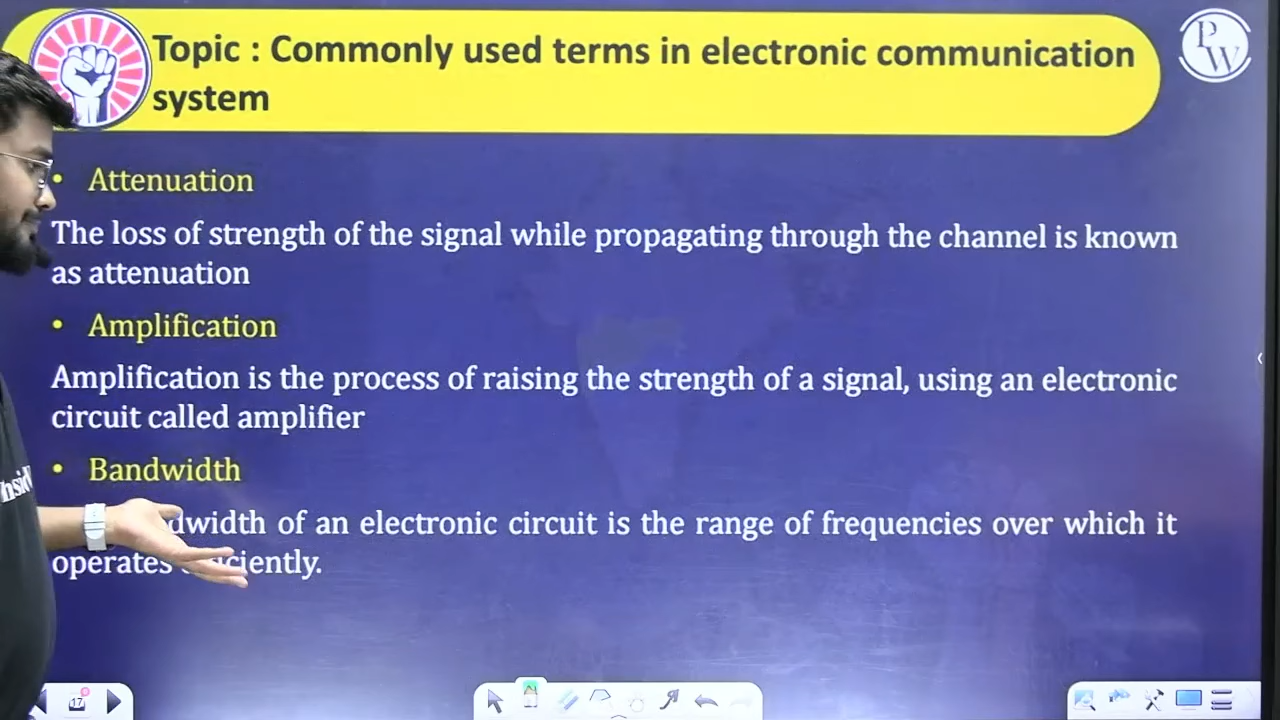 Topic : Commonly used terms in electronic communication
system
PW
• Attenuation
The loss of strength of the signal while propagating through the channel is known
as attenuation
• Amplification
Amplification is the process of raising the strength of a signal, using an electronic
circuit called amplifier
• Bandwidth
of an electronic circuit is the range of frequencies over which it
operates
17